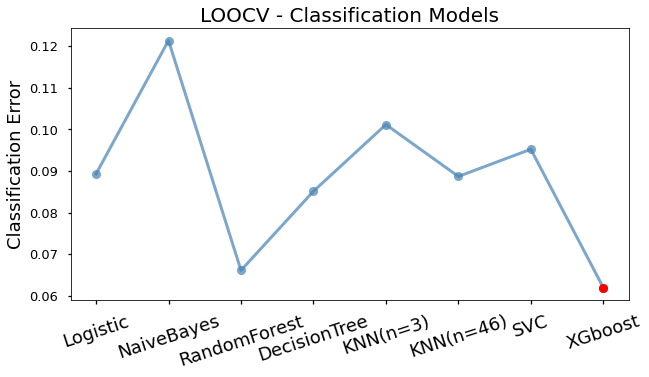 LOOCV - Classification Models
Classification Error
0.12
0.11
0.10
0.09
0.08
0.07
0.06
Logistic
NaiveBayes
RandomForest
DecisionTree
KNN(n=3)
KNN(n=46)
SVC
XGboost